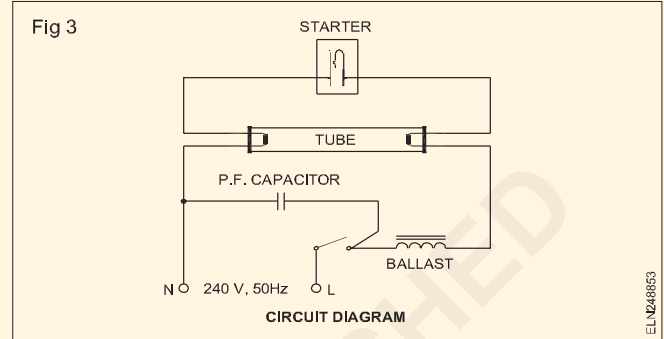 Fig 3
STARTER
TUBE
P.F. CAPACITOR
BALLAST
N 240 V, 50Hz L
CIRCUIT DIAGRAM
ELN248853